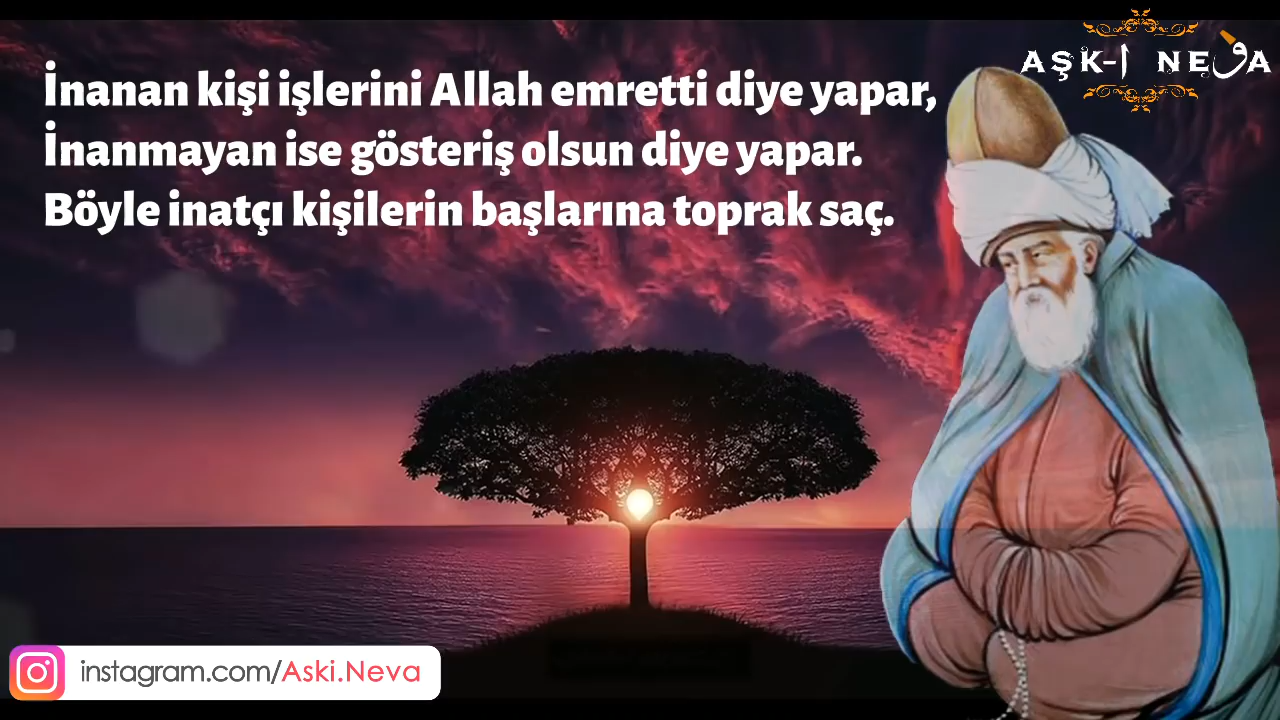 AŞK-I NEVA
İnanan kişi işlerini Allah emretti diye yapar,
İnanmayan ise gösteriş olsun diye yapar.
Böyle inatçı kişilerin başlarına toprak saç.
instagram.com/Aski.Neva